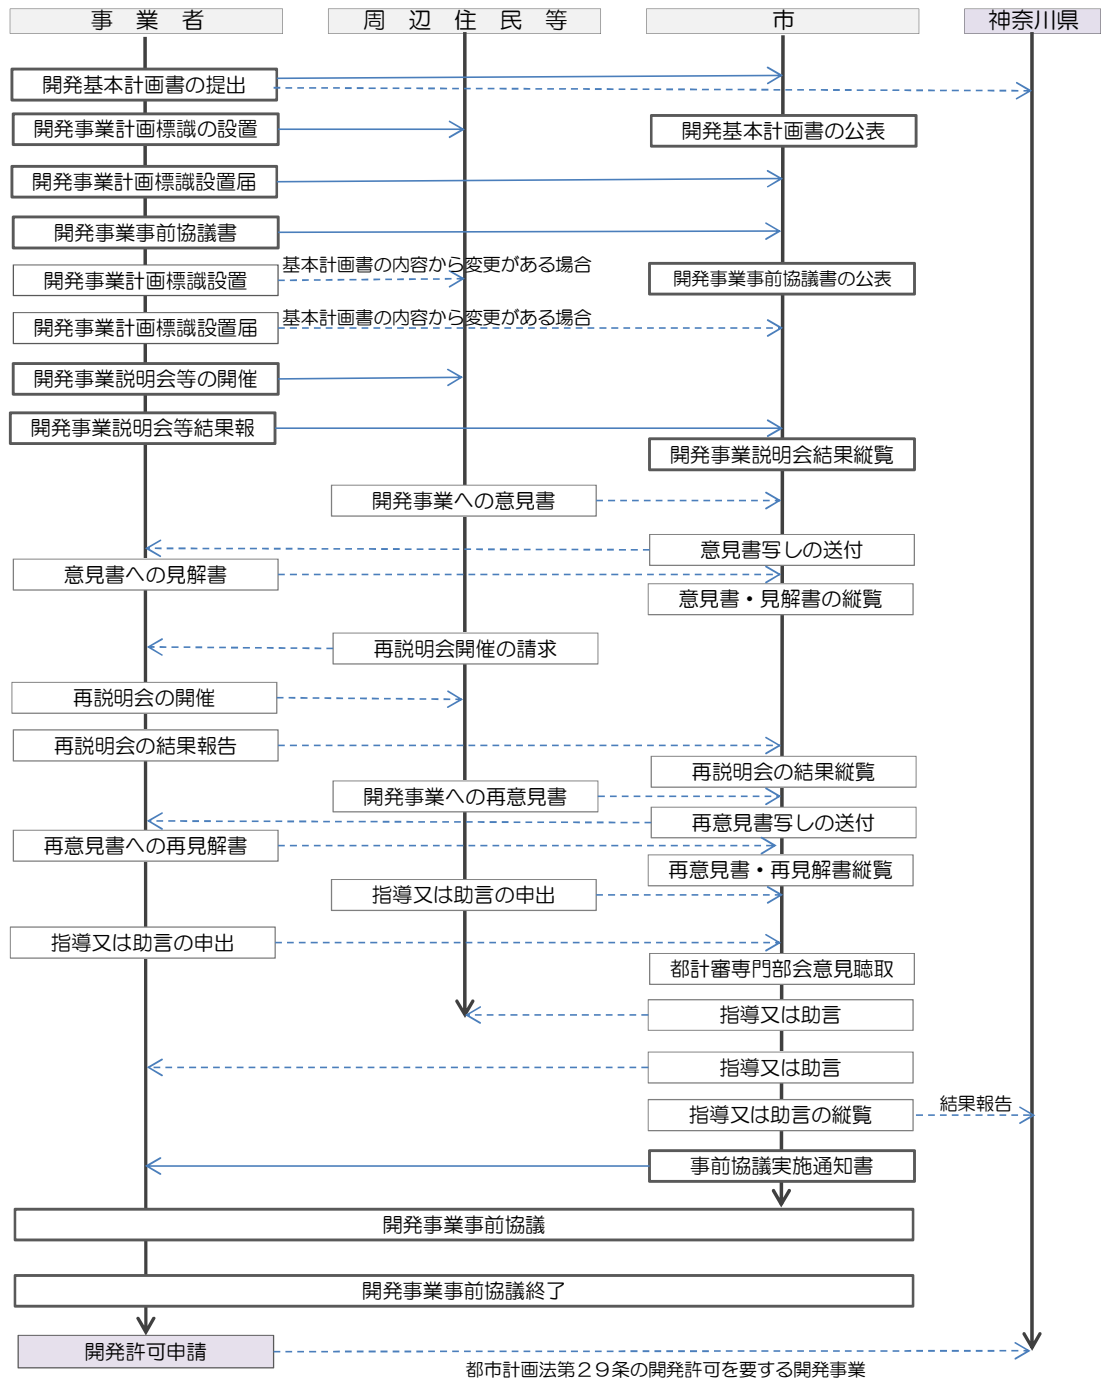 事　業　者
周　辺　住　民　等
市
神奈川県
開発基本計画書の提出
開発事業計画標識の設置
開発基本計画書の公表
開発事業計画標識設置届
開発事業事前協議書
基本計画書の内容から変更がある場合
開発事業計画標識設置
開発事業事前協議書の公表
基本計画書の内容から変更がある場合
開発事業計画標識設置届
開発事業説明会等の開催
開発事業説明会等結果報
開発事業説明会結果縦覧
開発事業への意見書
意見書写しの送付
意見書への見解書
意見書・見解書の縦覧
再説明会開催の請求
再説明会の開催
再説明会の結果報告
再説明会の結果縦覧
開発事業への再意見書
再意見書写しの送付
再意見書への再見解書
再意見書・再見解書縦覧
指導又は助言の申出
指導又は助言の申出
都計審専門部会意見聴取
指導又は助言
指導又は助言
結果報告
指導又は助言の縦覧
事前協議実施通知書
開発事業事前協議
開発事業事前協議終了
開発許可申請
都市計画法第２９条の開発許可を要する開発事業